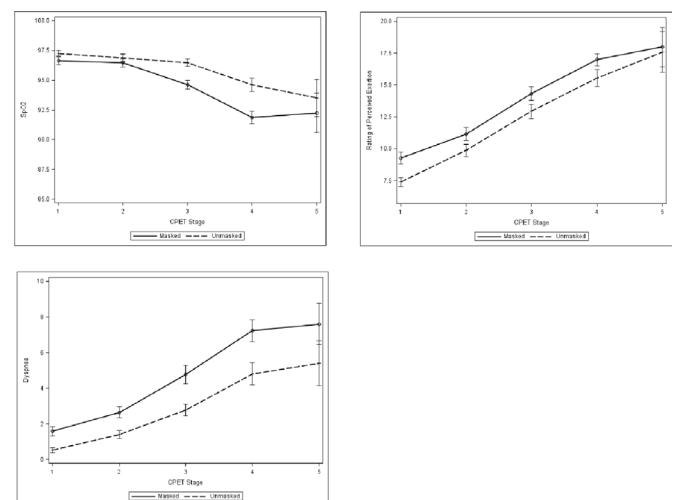 100.0
97.5
95.0
92.5
90.0
87.5
85.0
SpO2
1 2 3 4 5
CPET Stage
Masked Unmasked
20.0
17.5
15.0
12.5
10.0
7.5
Rating of Perceived Exertion
1 2 3 4 5
CPET Stage
Masked Unmasked
10
8
6
4
2
0
Dyspnea
1 2 3 4 5
CPET Stage
Masked Unmasked